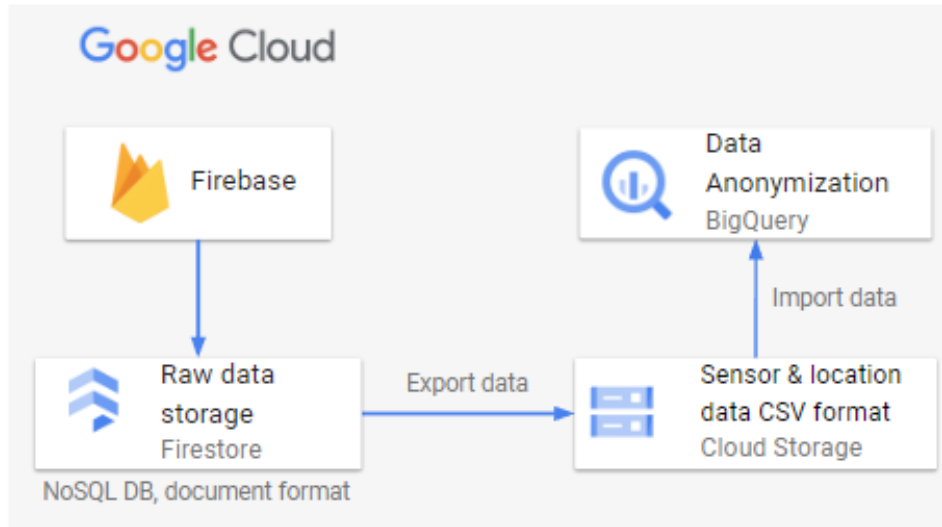 Google Cloud
Firebase
Data
Anonymization
BigQuery
Import data
Raw data
storage
Firestore
Export data
Sensor & location
data CSV format
Cloud Storage
NoSQL DB, document format